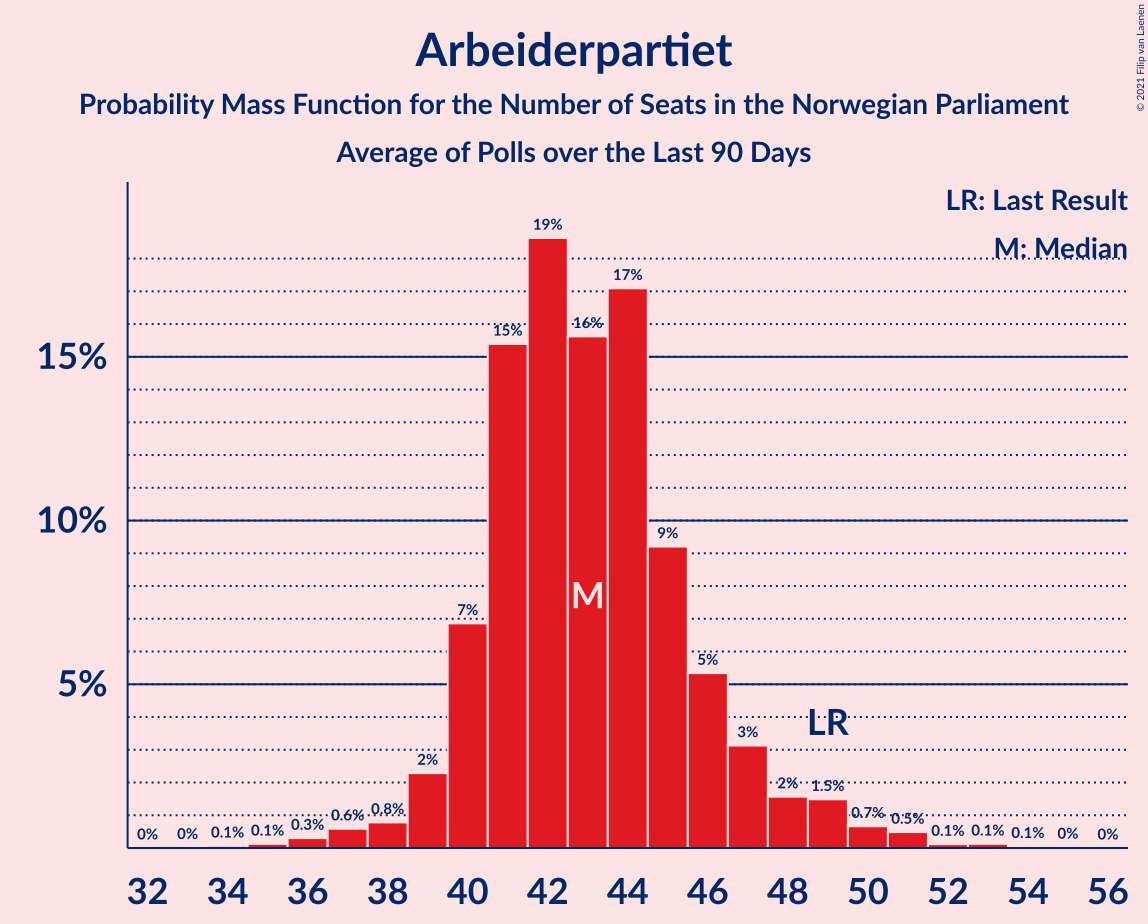 Arbeiderpartiet
Probability Mass Function for the Number of Seats in the Norwegian Parliament
Average of Polls over the Last 90 Days
© 2021 Filip van Laenen
LR: Last Result
M: Median
15%
10%
5%
0% 0% 0.1% 0.1% 0.3% 0.6% 0.8% 2% 7% 15% 19% 16% 17% 9% 5% 3% 2% 1.5% 0.7% 0.5% 0.1% 0.1% 0.1% 0% 0%
M
LR
32 34 36 38 40 42 44 46 48 50 52 54 56